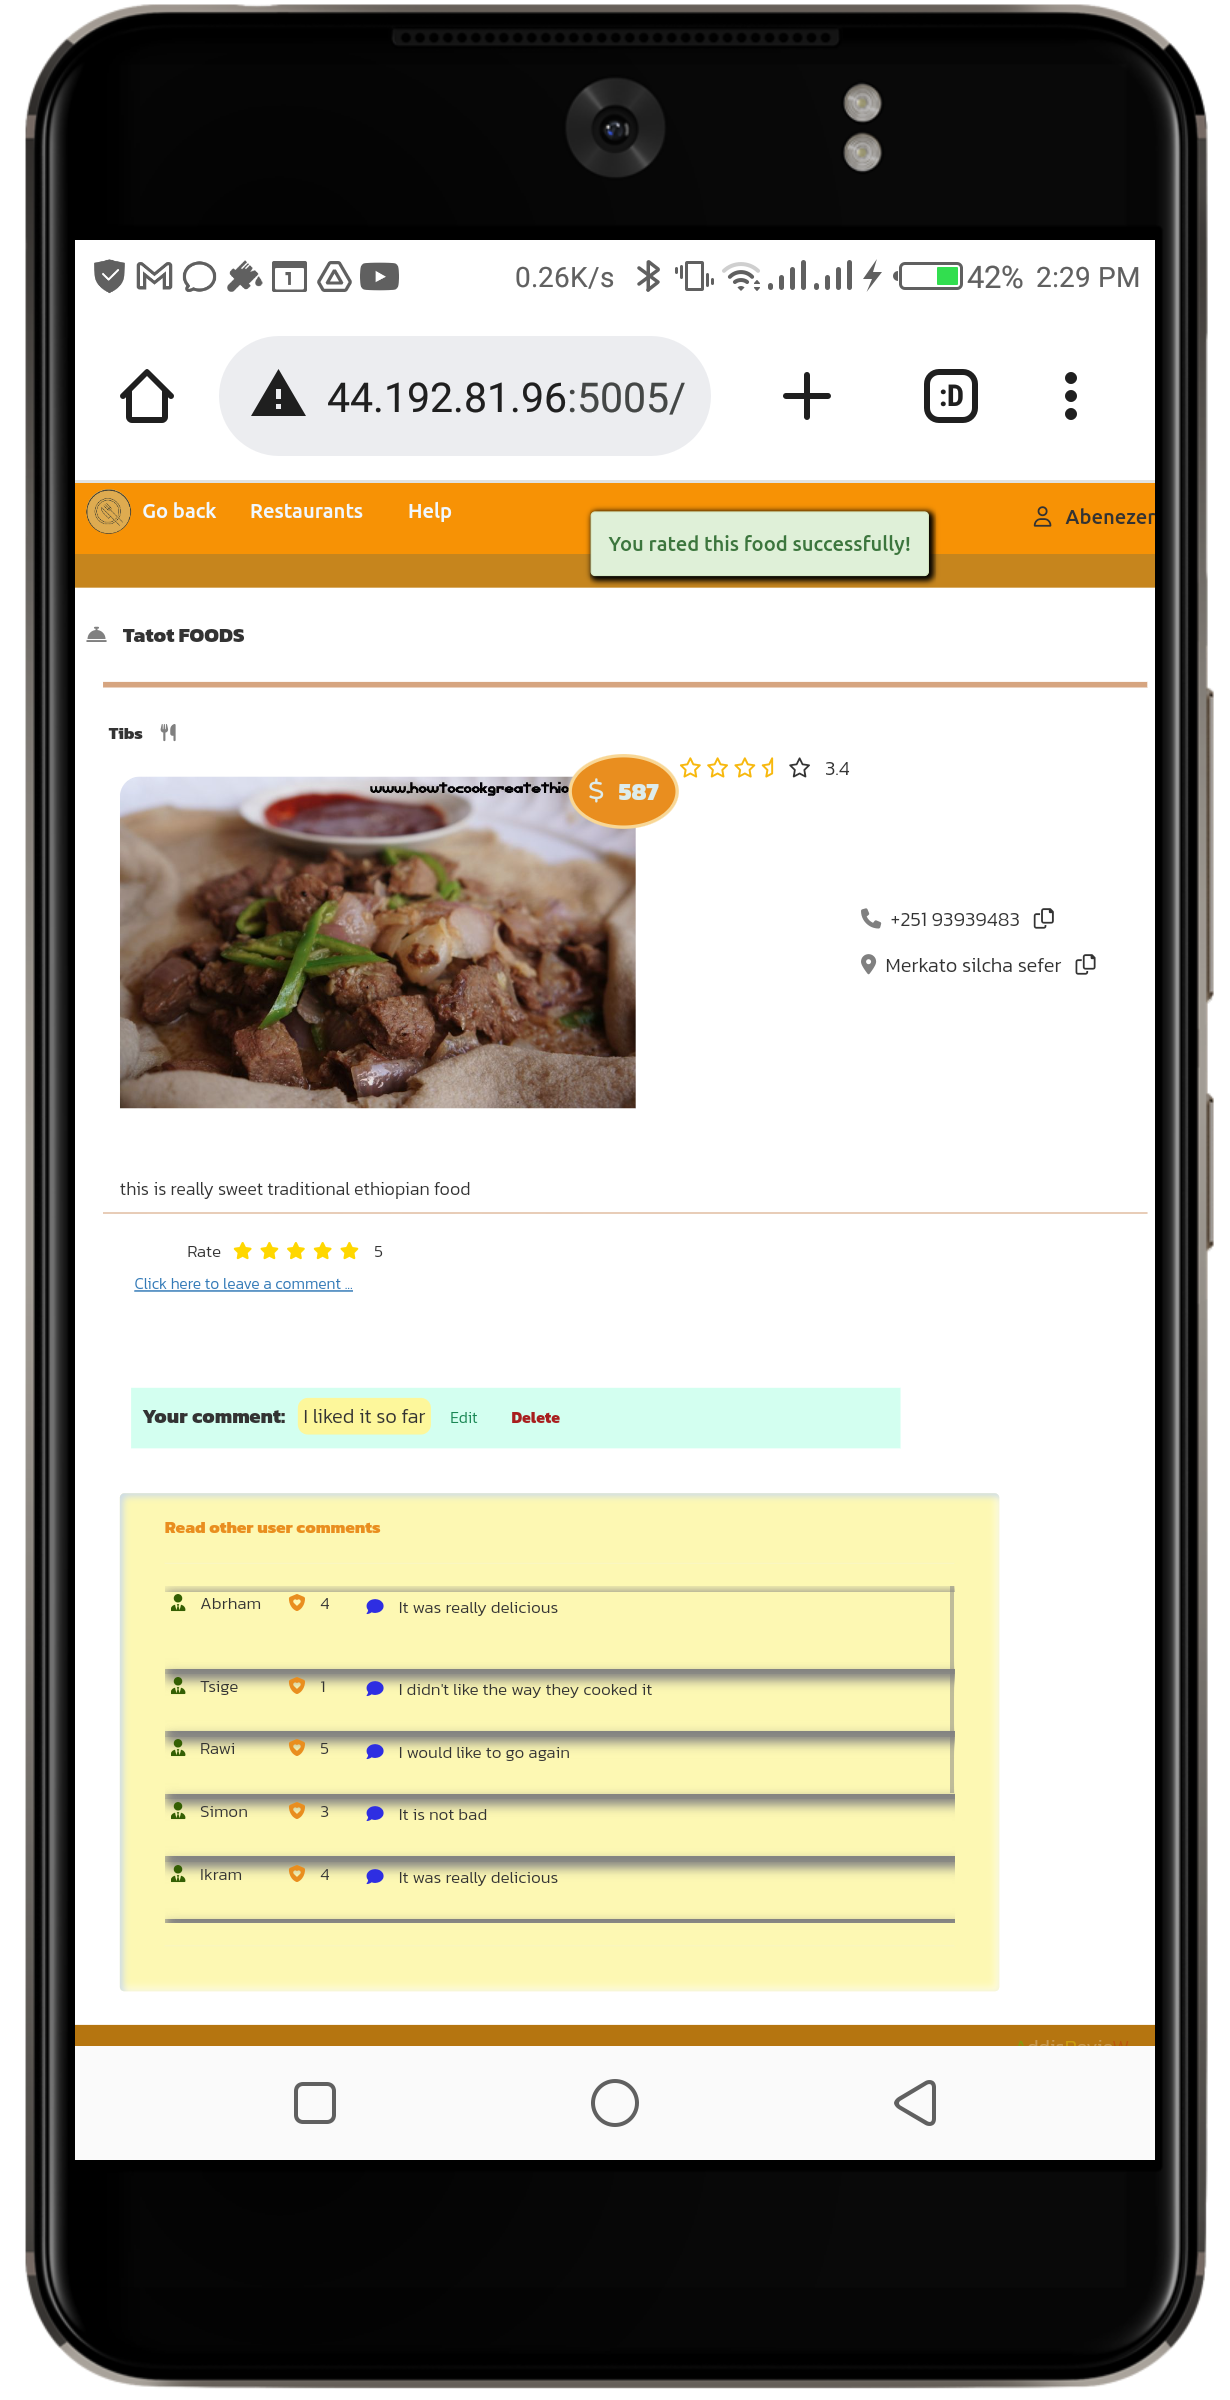 0.26K/s 42% 2:29 PM
1
44.192.81.96:5005/ :D
Go back Restaurants Help Abenezer
You rated this food successfully!
Tatot FOODS
Tibs
3.4
www.howtocookgreatethio
$ 587
+251 93939483
Merkato silcha sefer
this is really sweet traditional ethiopian food
Rate 5
Click here to leave a comment ...
Your comment: I liked it so far Edit Delete
Read other user comments
Abrham 4 It was really delicious
Tsige 1 I didn't like the way they cooked it
Rawi 5 I would like to go again
Simon 3 It is not bad
Ikram 4 It was really delicious